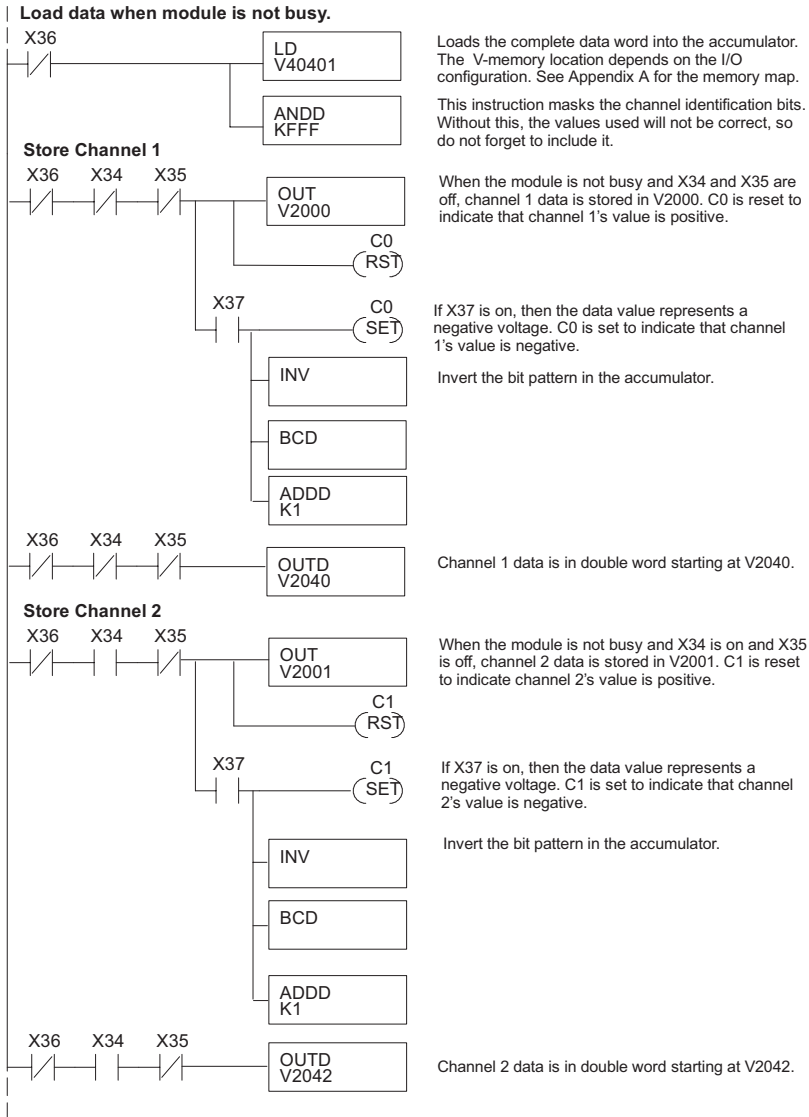 Load data when module is not busy.
X36
LD
V40401
Loads the complete data word into the accumulator.
The V-memory location depends on the I/O
configuration. See Appendix A for the memory map.
ANDD
KFFF
This instruction masks the channel identification bits.
Without this, the values used will not be correct, so
do not forget to include it.
Store Channel 1
X36 X34 X35
OUT
V2000
When the module is not busy and X34 and X35 are
off, channel 1 data is stored in V2000. C0 is reset to
indicate that channel 1's value is positive.
C0
RST
X37
C0
SET
If X37 is on, then the data value represents a
negative voltage. C0 is set to indicate that channel
1's value is negative.
INV
Invert the bit pattern in the accumulator.
BCD
ADDD
K1
X36 X34 X35
OUTD
V2040
Channel 1 data is in double word starting at V2040.
Store Channel 2
X36 X34 X35
OUT
V2001
When the module is not busy and X34 is on and X35
is off, channel 2 data is stored in V2001. C1 is reset
to indicate channel 2's value is positive.
C1
RST
X37
C1
SET
If X37 is on, then the data value represents a
negative voltage. C1 is set to indicate that channel
2's value is negative.
INV
Invert the bit pattern in the accumulator.
BCD
ADDD
K1
X36 X34 X35
OUTD
V2042
Channel 2 data is in double word starting at V2042.